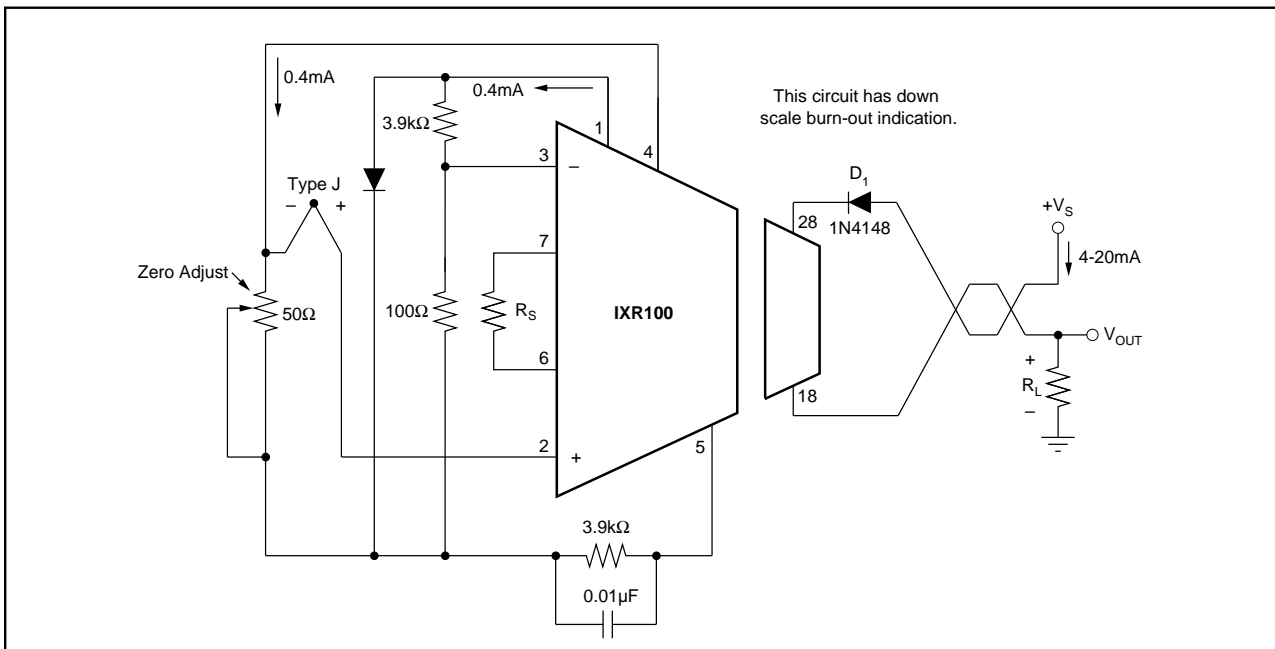 0.4mA
0.4mA
This circuit has down
scale burn-out indication.
3.9kΩ
1
4
3
–
D1
Type J
– +
28
1N4148
+VS
7
4-20mA
Zero Adjust
50Ω
100Ω
RS
IXR100
VOUT
+
RL
–
6
18
2
+
5
3.9kΩ
0.01µF